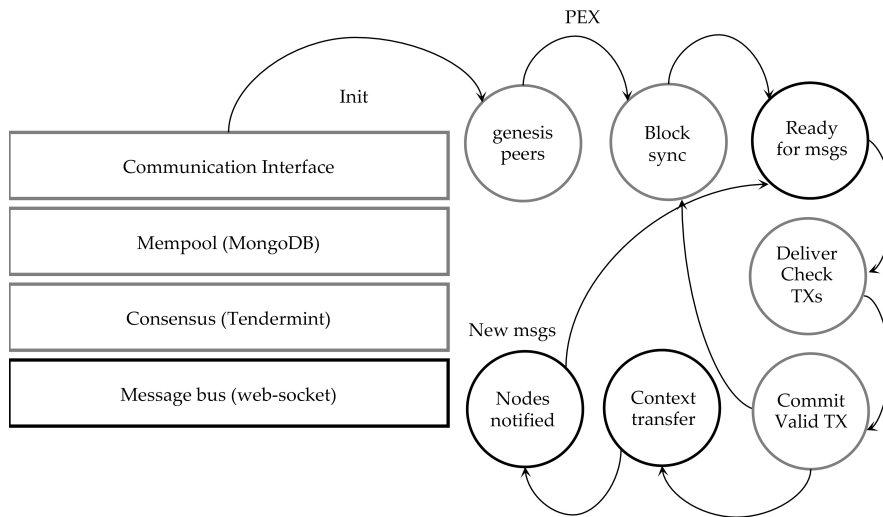 PEX
Init
genesis
peers
Block
sync
Ready
for msgs
Communication Interface
Mempool (MongoDB)
Deliver
Check
TXs
Consensus (Tendermint)
New msgs
Message bus (web-socket)
Nodes
notified
Context
transfer
Commit
Valid TX